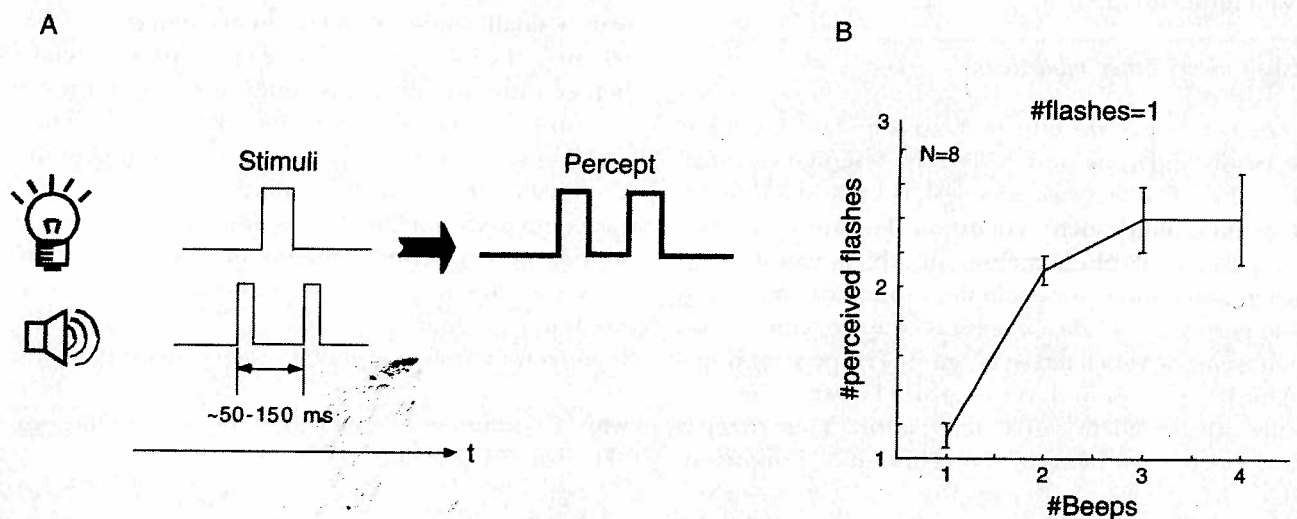 A
Stimuli
Percept
~50-150 ms
t
B
#flashes=1
N=8
#perceived flashes
3
2
1
1 2 3 4
#Beeps